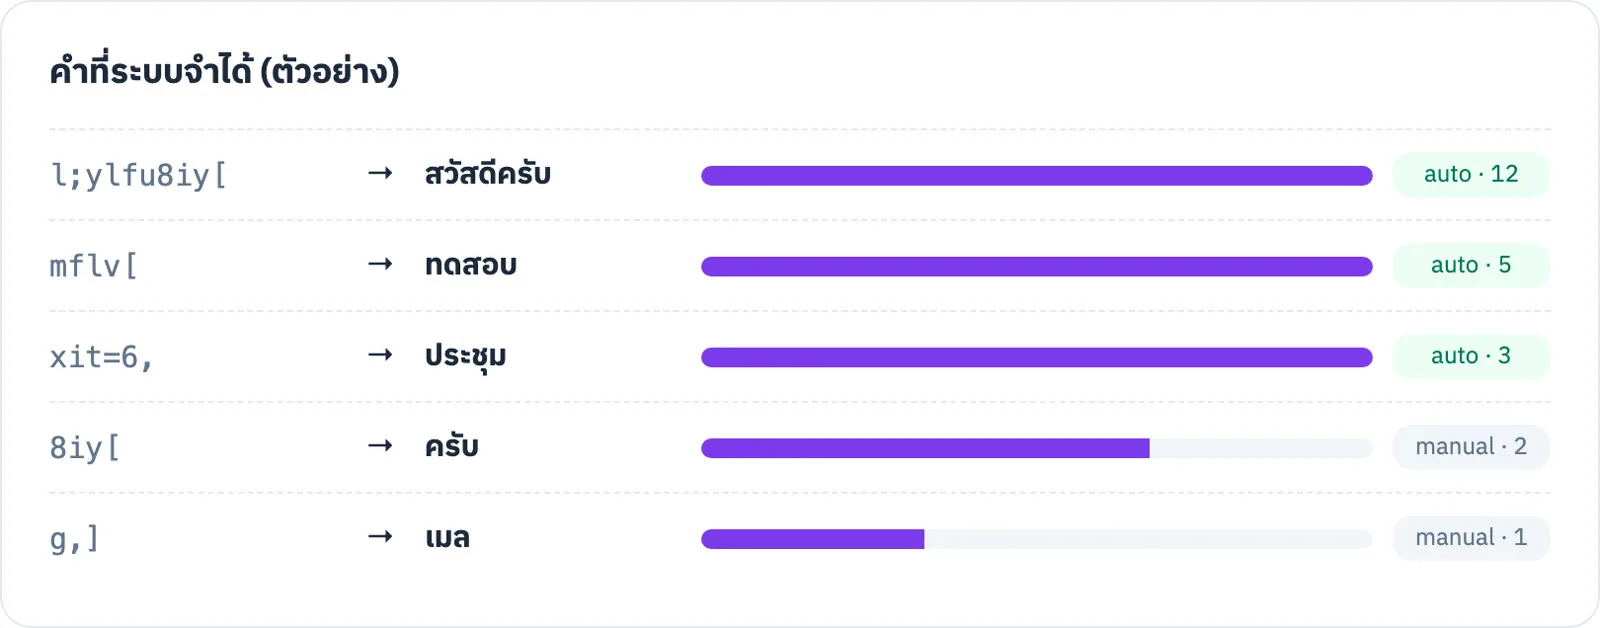 คำที่ระบบจำได้ (ตัวอย่าง)
l;ylfu8iy[ → สวัสดีครับ auto · 12
mflv[ → ทดสอบ auto · 5
xit=6, → ประชุม auto · 3
8iy[ → ครับ manual · 2
g,] → เมล manual · 1